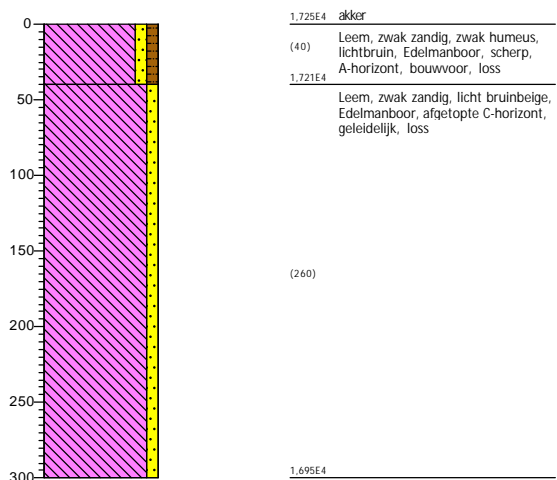 1,725E4 akker
0
(40)
Leem, zwak zandig, zwak humeus,
lichtbruin, Edelmanboor, scherp,
A-horizont, bouwvoor, loss
1,721E4
50
Leem, zwak zandig, licht bruinbeige,
Edelmanboor, afgetopte C-horizont,
geleidelijk, loss
100
150
(260)
200
250
1,695E4
300